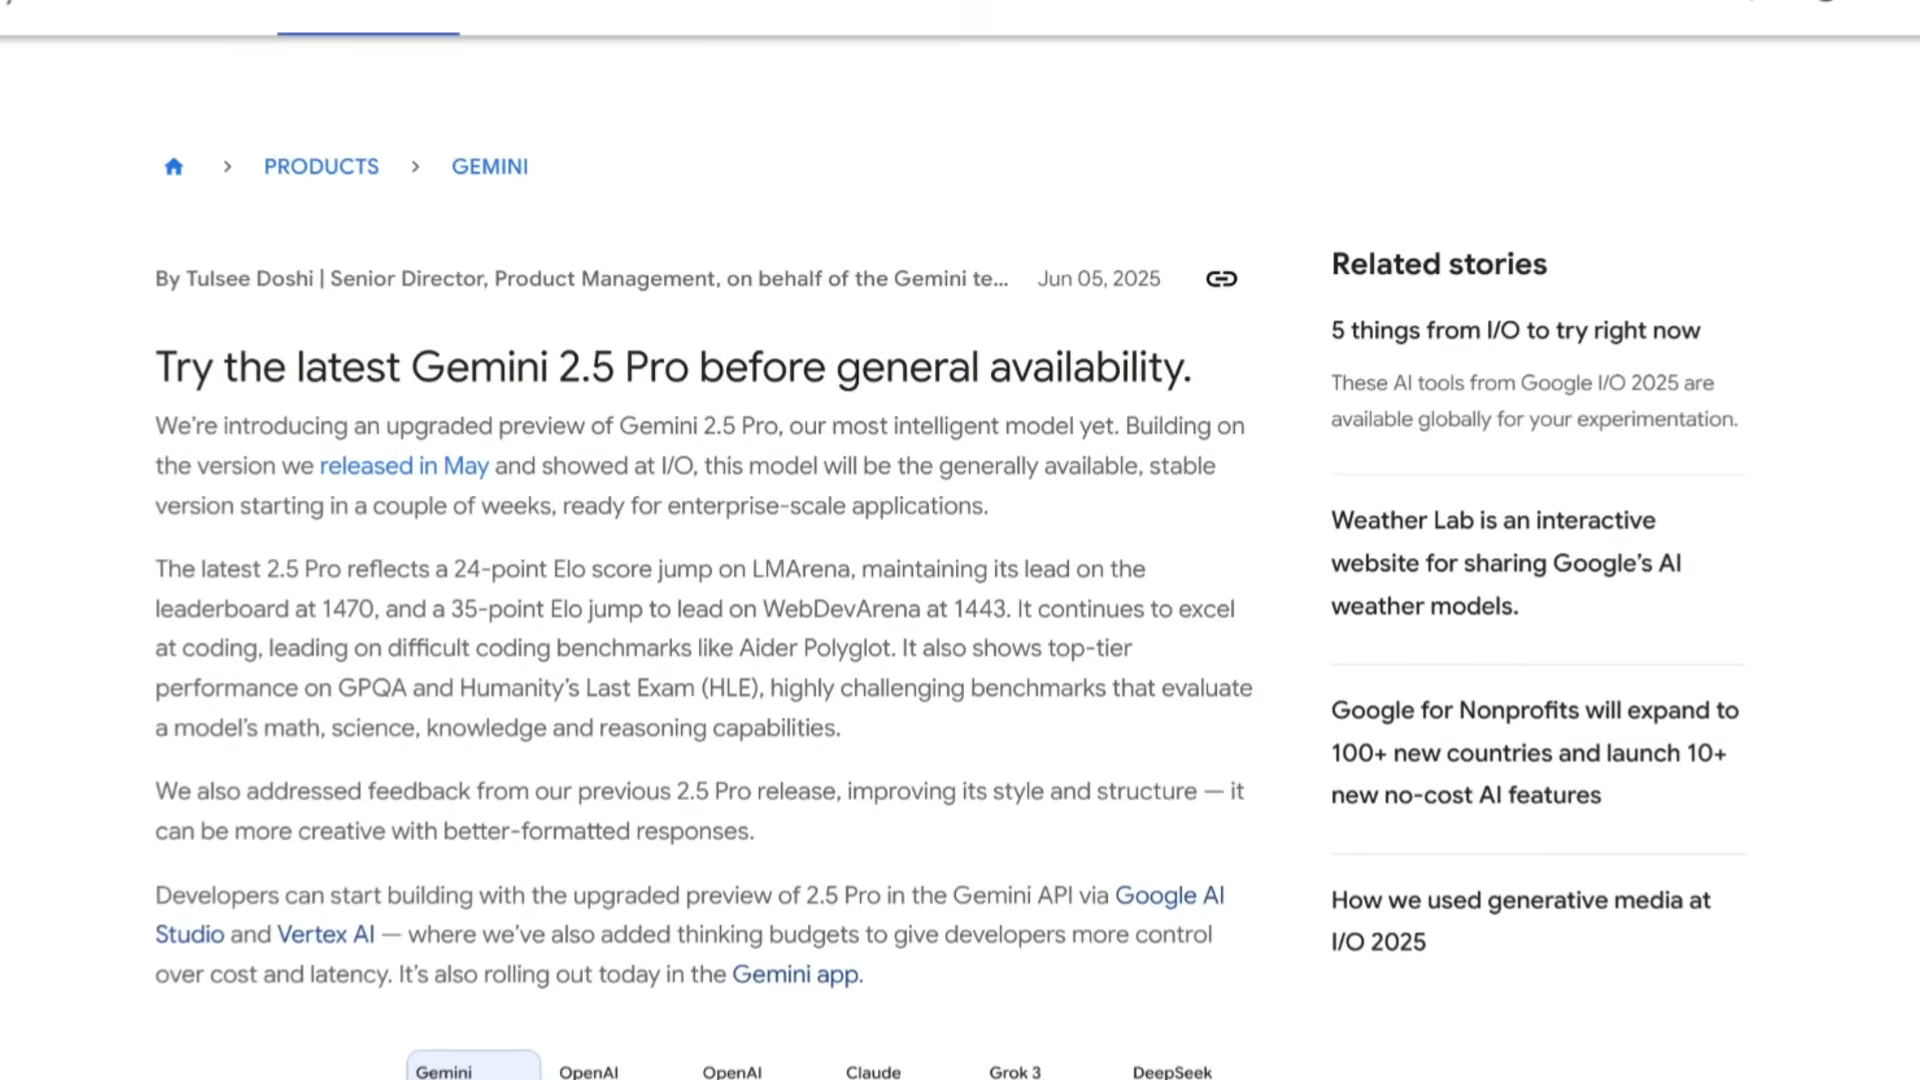 PRODUCTS
GEMINI
By Tulsee Doshi | Senior Director, Product Management, on behalf of the Gemini te...
Jun 05, 2025
Try the latest Gemini 2.5 Pro before general availability.
We’re introducing an upgraded preview of Gemini 2.5 Pro, our most intelligent model yet. Building on
the version we released in May and showed at I/O, this model will be the generally available, stable
version starting in a couple of weeks, ready for enterprise-scale applications.
The latest 2.5 Pro reflects a 24-point Elo score jump on LMArena, maintaining its lead on the
leaderboard at 1470, and a 35-point Elo jump to lead on WebDevArena at 1443. It continues to excel
at coding, leading on difficult coding benchmarks like Aider Polyglot. It also shows top-tier
performance on GPQA and Humanity’s Last Exam (HLE), highly challenging benchmarks that evaluate
a model’s math, science, knowledge and reasoning capabilities.
We also addressed feedback from our previous 2.5 Pro release, improving its style and structure — it
can be more creative with better-formatted responses.
Developers can start building with the upgraded preview of 2.5 Pro in the Gemini API via Google AI
Studio and Vertex AI — where we’ve also added thinking budgets to give developers more control
over cost and latency. It’s also rolling out today in the Gemini app.
Related stories
5 things from I/O to try right now
These AI tools from Google I/O 2025 are
available globally for your experimentation.
Weather Lab is an interactive
website for sharing Google’s AI
weather models.
Google for Nonprofits will expand to
100+ new countries and launch 10+
new no-cost AI features
How we used generative media at
I/O 2025
Gemini
OpenAI
OpenAI
Claude
Grok 3
DeepSeek